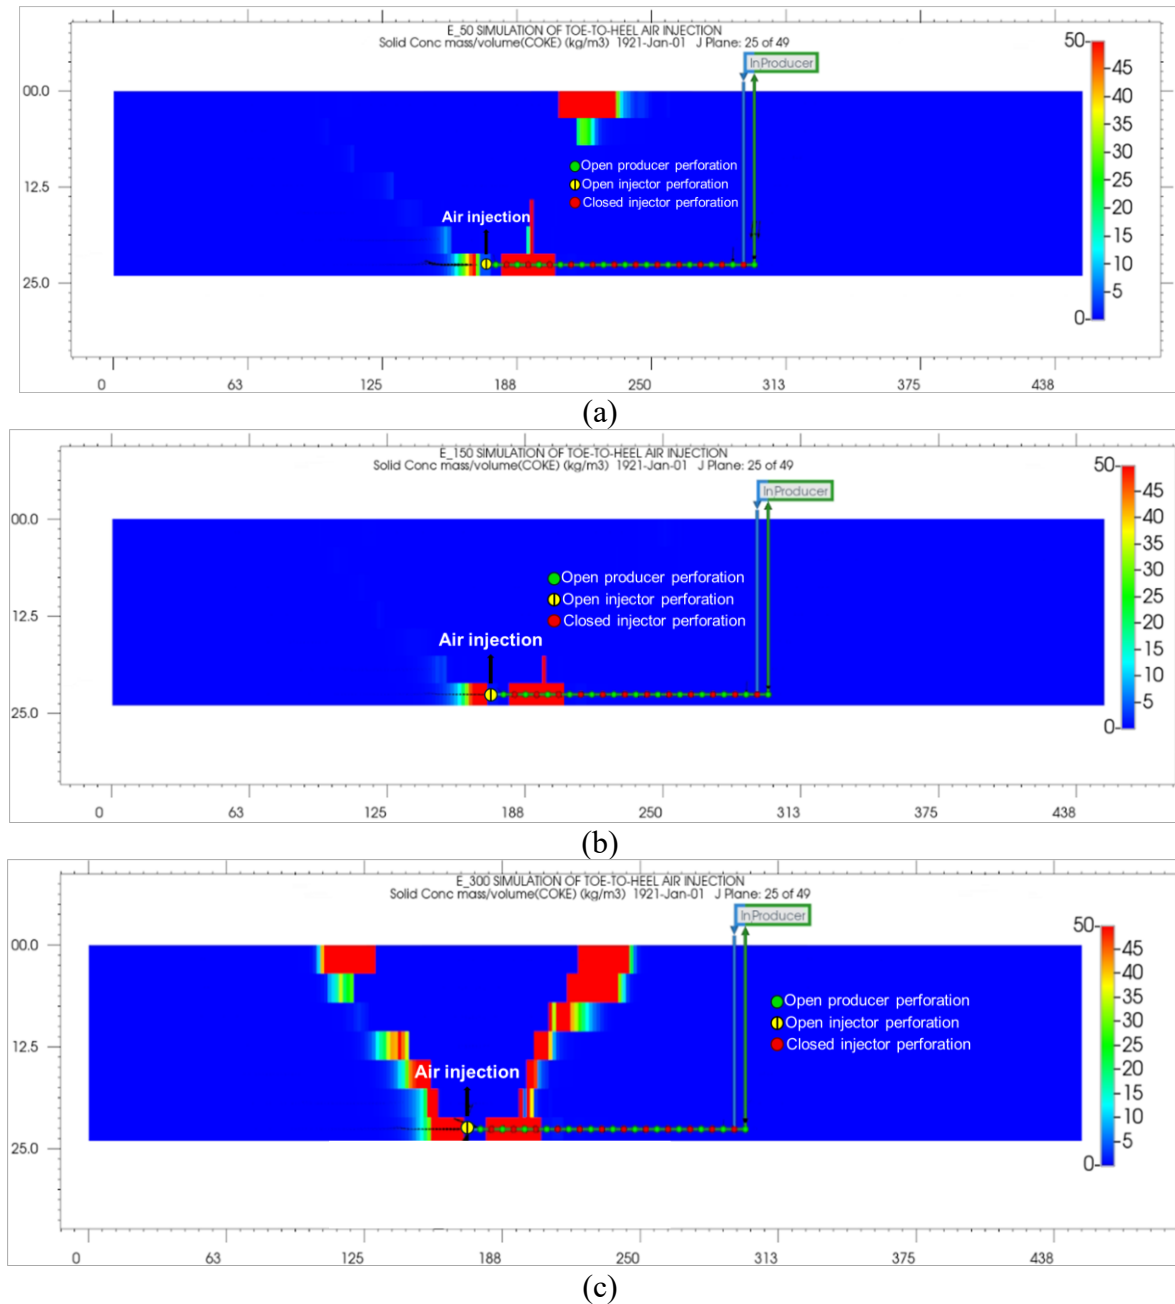 E_50 SIMULATION OF TOE-TO-HEEL AIR INJECTION
Solid Conc mass/volume(COKE) (kg/m3) 1921-Jan-01 J Plane: 25 of 49
InProducer
50
45
40
35
30
25
20
15
10
5
0
00.0
12.5
25.0
Open producer perforation
Open injector perforation
Closed injector perforation
Air injection
0 63 125 188 250 313 375 438
(a)
E_150 SIMULATION OF TOE-TO-HEEL AIR INJECTION
Solid Conc mass/volume(COKE) (kg/m3) 1921-Jan-01 J Plane: 25 of 49
InProducer
50
45
40
35
30
25
20
15
10
5
0
00.0
12.5
25.0
Open producer perforation
Open injector perforation
Closed injector perforation
Air injection
0 63 125 188 250 313 375 438
(b)
E_300 SIMULATION OF TOE-TO-HEEL AIR INJECTION
Solid Conc mass/volume(COKE) (kg/m3) 1921-Jan-01 J Plane: 25 of 49
InProducer
50
45
40
35
30
25
20
15
10
5
0
00.0
12.5
25.0
Open producer perforation
Open injector perforation
Closed injector perforation
Air injection
0 63 125 188 250 313 375 438
(c)